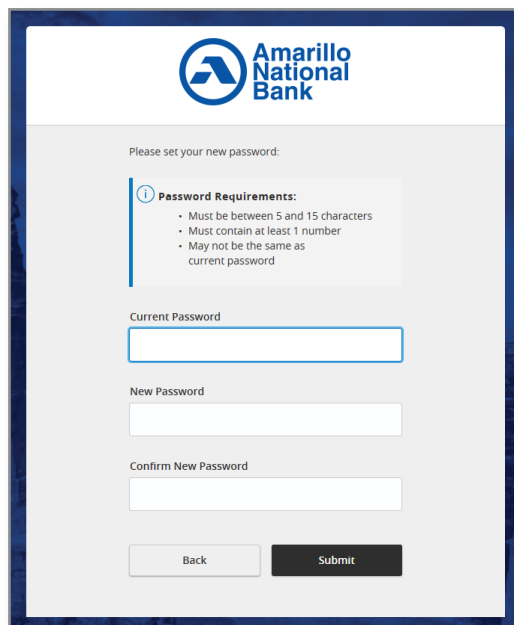 Amarillo
National
Bank
Please set your new password:
Password Requirements:
• Must be between 5 and 15 characters
• Must contain at least 1 number
• May not be the same as
current password
Current Password
New Password
Confirm New Password
Back
Submit